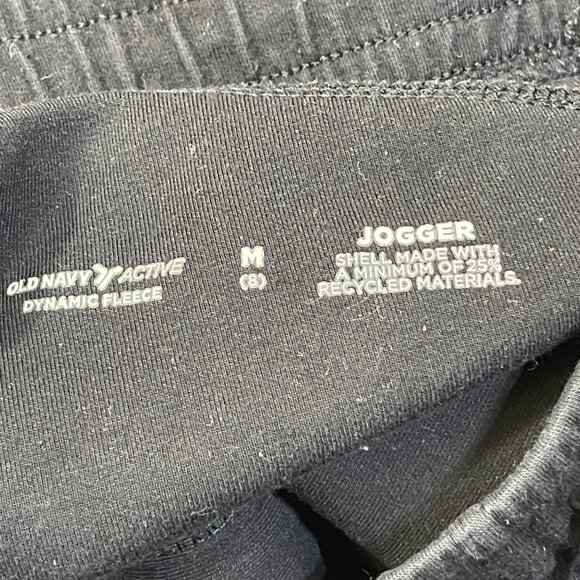 OLD NAVY ACTIVE
DYNAMIC FLEECE
M
(8)
JOGGER
SHELL MADE WITH
A MINIMUM OF 25%
RECYCLED MATERIALS.